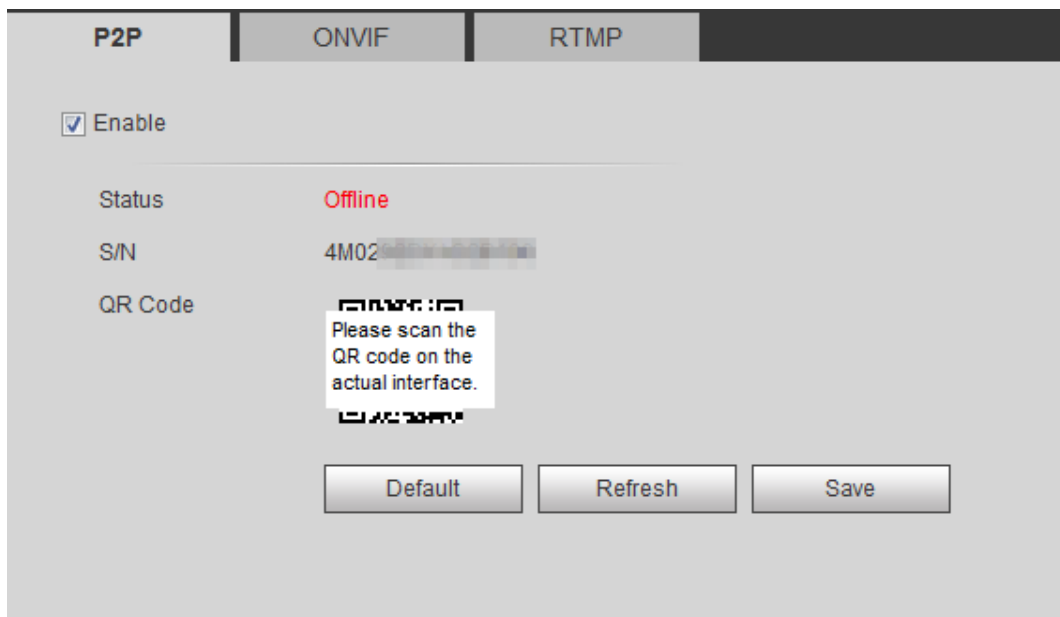 P2P ONVIF RTMP
Enable
Status Offline
S/N 4M02
QR Code
Please scan the
QR code on the
actual interface.
Default Refresh Save